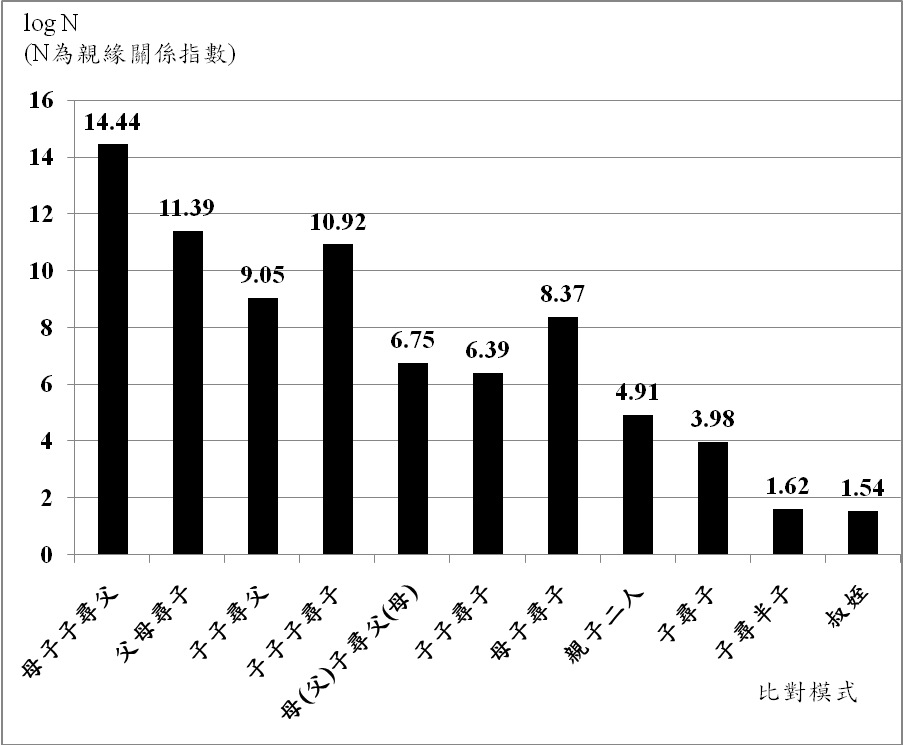 log N
(N為親緣關係指數)
16
14
12
10
8
6
4
2
0
14.44
11.39
9.05
10.92
6.75
6.39
8.37
4.91
3.98
1.62
1.54
母子子尋父
父母尋子
子子尋父
子子子尋子
母(父)子尋父(母)
子子尋子
母子尋子
親子二人
子尋子
子尋半子
叔姪
比對模式